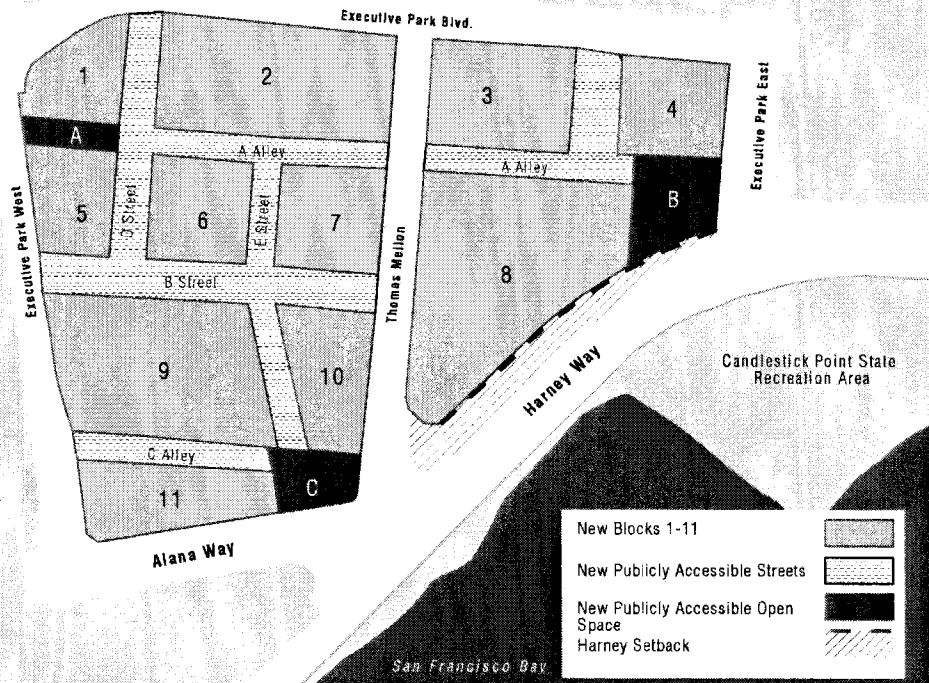 Executive Park Blvd.
1
2
3
4
Executive Park East
A
A Alley
A Alley
B
5
D Street
6
E Street
7
Executive Park West
B Street
Thomas Mellon
8
9
10
Harney Way
Candlestick Point State
Recreation Area
C Alley
C
11
Alana Way
New Blocks 1-11
New Publicly Accessible Streets
New Publicly Accessible Open
Space
Harney Setback
San Francisco Bay